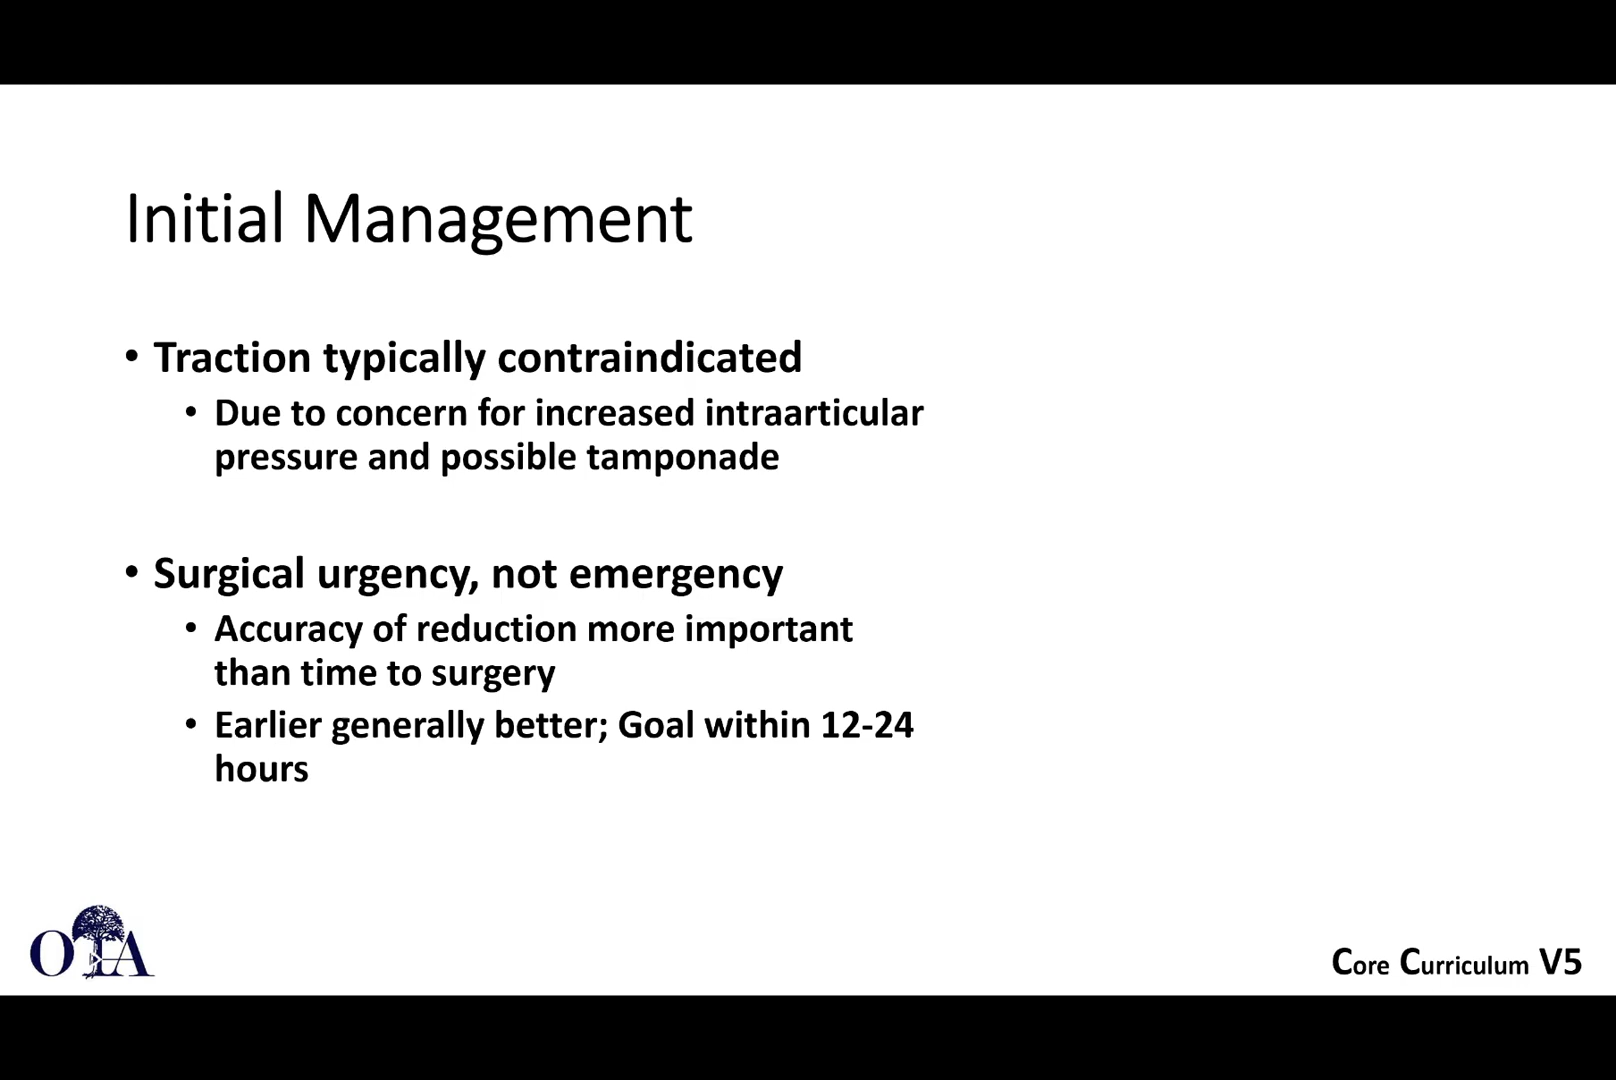 Initial Management
• Traction typically contraindicated
• Due to concern for increased intraarticular
pressure and possible tamponade
• Surgical urgency, not emergency
• Accuracy of reduction more important
than time to surgery
• Earlier generally better; Goal within 12-24
hours
OTA
Core Curriculum V5